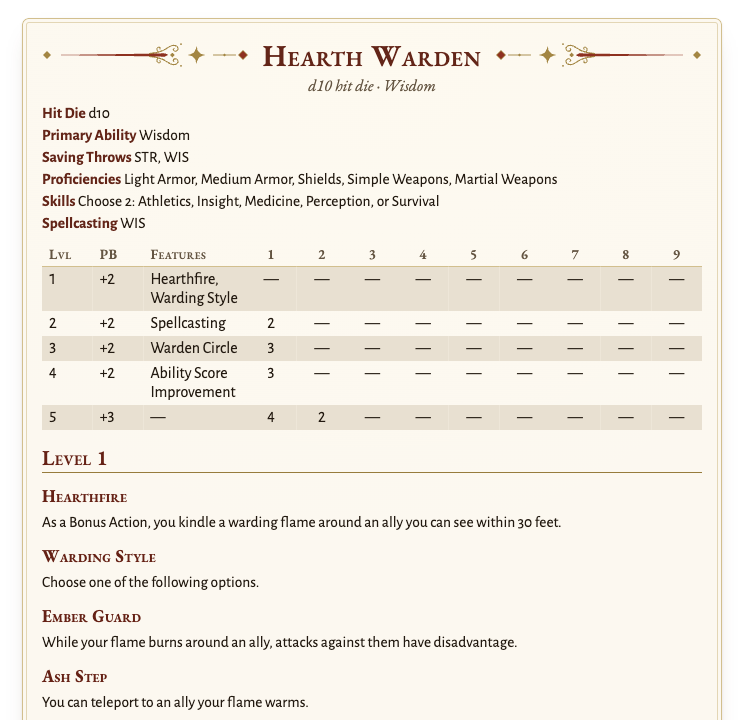 Hearth Warden
d10 hit die · Wisdom
Hit Die d10
Primary Ability Wisdom
Saving Throws STR, WIS
Proficiencies Light Armor, Medium Armor, Shields, Simple Weapons, Martial Weapons
Skills Choose 2: Athletics, Insight, Medicine, Perception, or Survival
Spellcasting WIS
Lvl PB Features 1 2 3 4 5 6 7 8 9
1 +2 Hearthfire, — — — — — — — — —
Warding Style
2 +2 Spellcasting 2 — — — — — — — —
3 +2 Warden Circle 3 — — — — — — — —
4 +2 Ability Score 3 — — — — — — — —
Improvement
5 +3 — 4 2 — — — — — — —
Level 1
Hearthfire
As a Bonus Action, you kindle a warding flame around an ally you can see within 30 feet.
Warding Style
Choose one of the following options.
Ember Guard
While your flame burns around an ally, attacks against them have disadvantage.
Ash Step
You can teleport to an ally your flame warms.